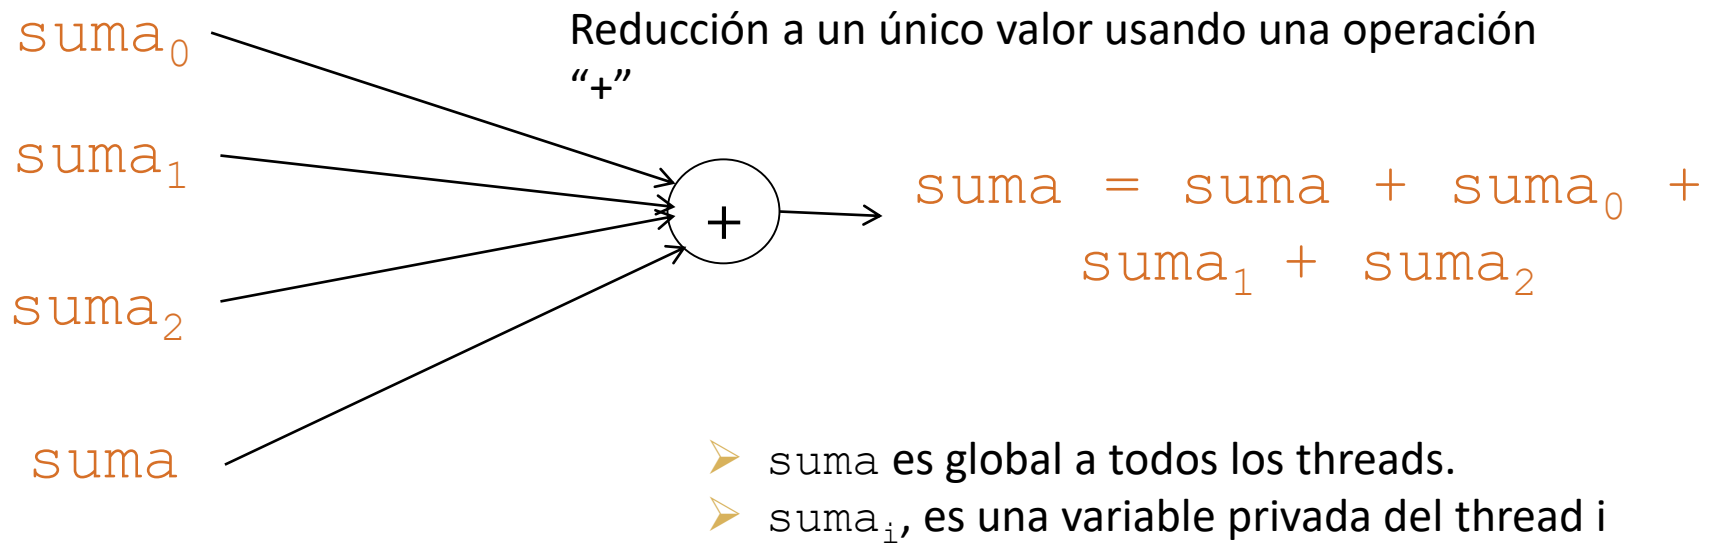 suma₀
Reducción a un único valor usando una operación
“+”
suma₁
suma₂
suma
+
suma = suma + suma₀ +
suma₁ + suma₂
➢ suma es global a todos los threads.
➢ sumaᵢ, es una variable privada del thread i